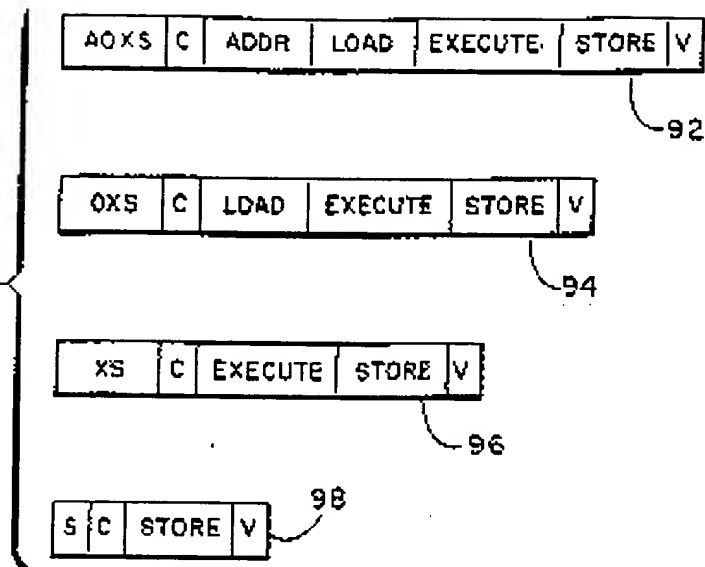 AOXS C ADDR LOAD EXECUTE STORE V
92
OXS C LOAD EXECUTE STORE V
94
XS C EXECUTE STORE V
96
S C STORE V
98